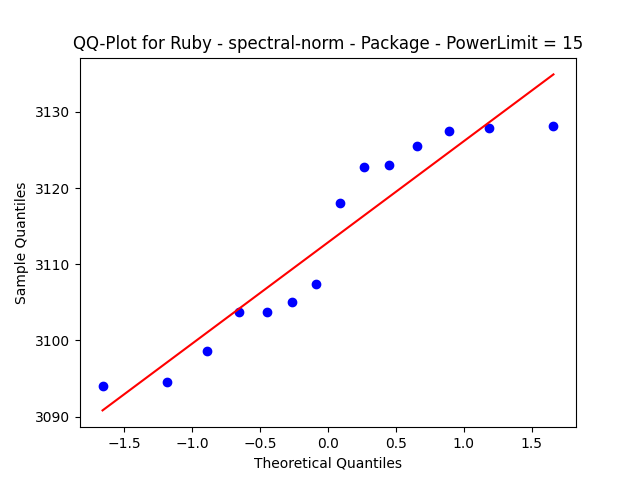 QQ-Plot for Ruby - spectral-norm - Package - PowerLimit = 15
3130
3120
3110
3100
3090
Sample Quantiles
−1.5 −1.0 −0.5 0.0 0.5 1.0 1.5
Theoretical Quantiles